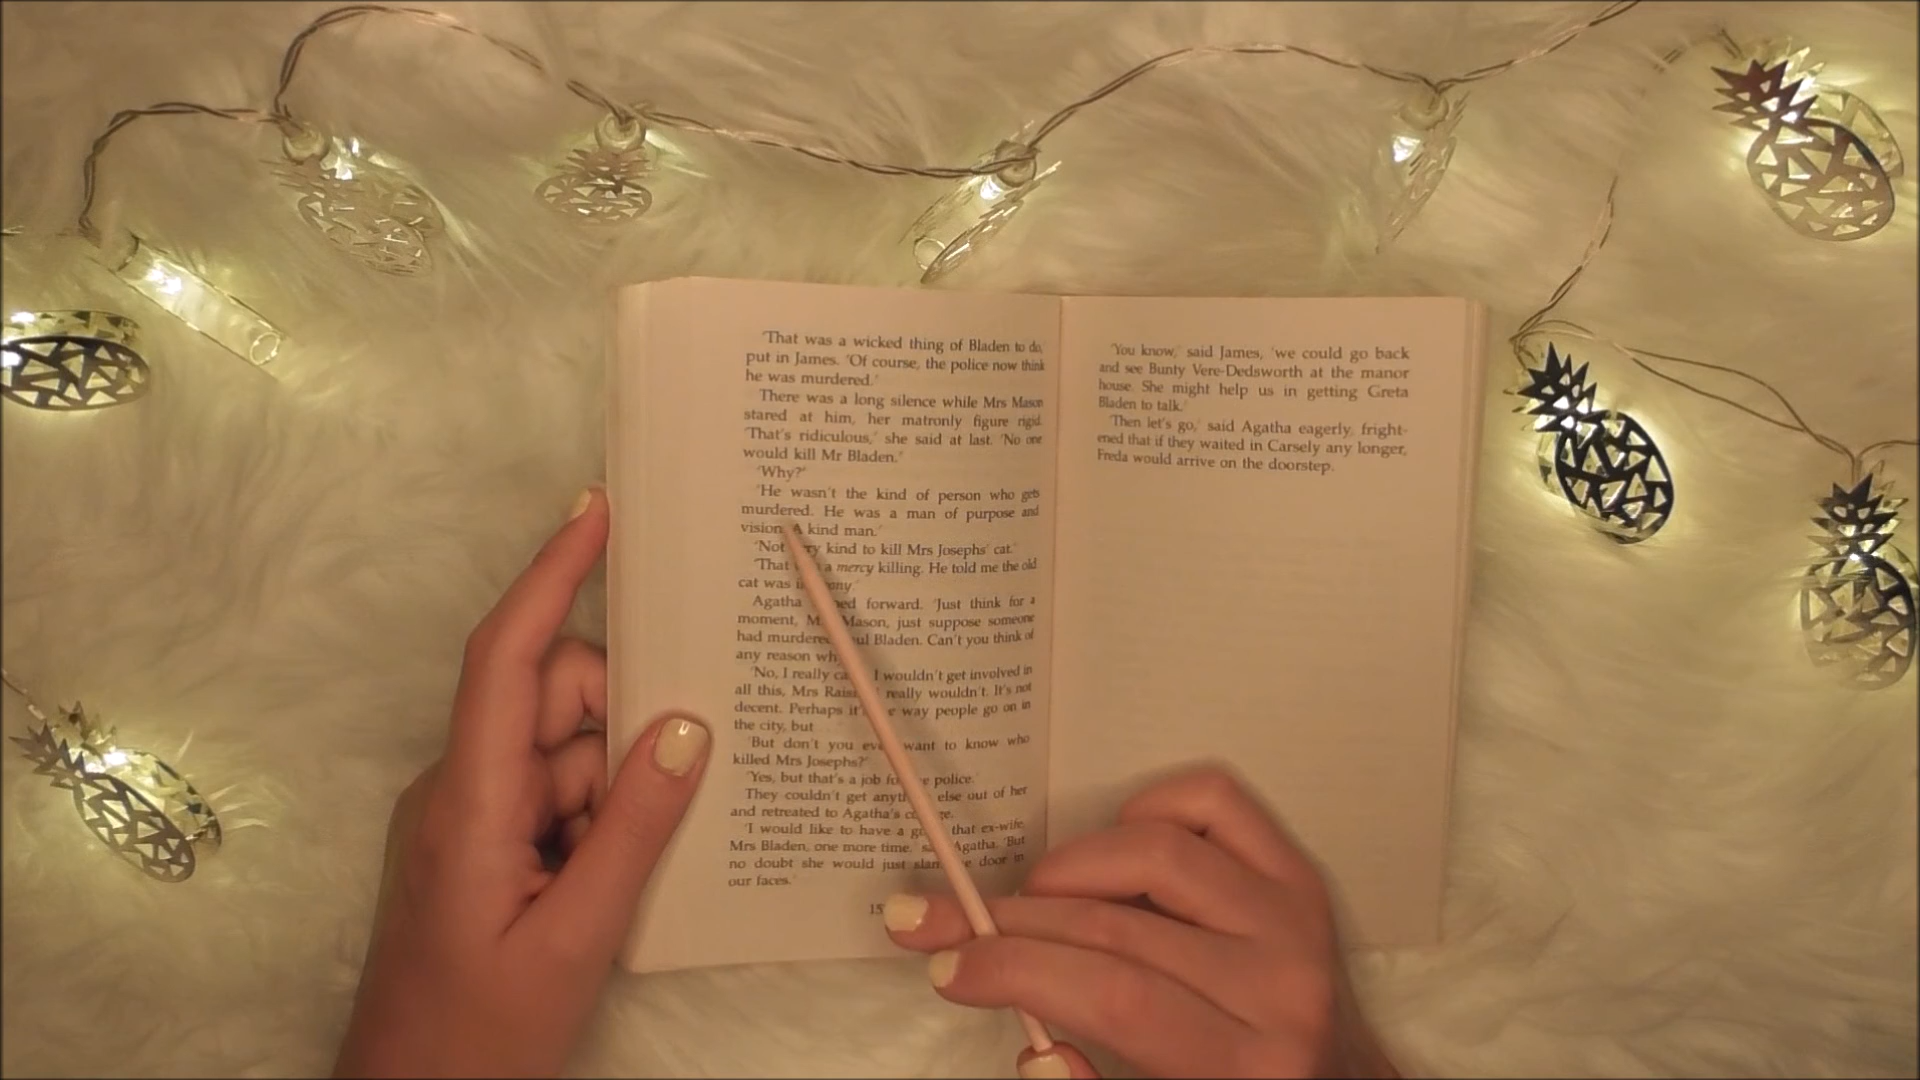 'That was a wicked thing of Bladen to do,'
put in James. 'Of course, the police now think
he was murdered.'
There was a long silence while Mrs Mason
stared at him, her matronly figure rigid.
'That's ridiculous,' she said at last. 'No one
would kill Mr Bladen.'
'Why?'
'He wasn't the kind of person who gets
murdered. He was a man of purpose and
vision. A kind man.'
'Not kind to kill Mrs Josephs' cat.'
'That a mercy killing. He told me the old
cat was
Agatha forward. 'Just think for a
moment, Mason, just suppose someone
had murdered Bladen. Can't you think of
any reason
'No, I really I wouldn't get involved in
all this, Mrs really wouldn't. It's not
decent. Perhaps way people go on in
the city, but
'But don't you want to know who
killed Mrs Josephs?'
'Yes, but that's a job police.'
They couldn't get else out of her
and retreated to Agatha's
'I would like to have a that ex-wife,
Mrs Bladen, one more time,' Agatha. 'But
no doubt she would just door in
our faces.'
'You know,' said James, 'we could go back
and see Bunty Vere-Dedsworth at the manor
house. She might help us in getting Greta
Bladen to talk.'
'Then let's go,' said Agatha eagerly, fright-
ened that if they waited in Carsely any longer,
Freda would arrive on the doorstep.